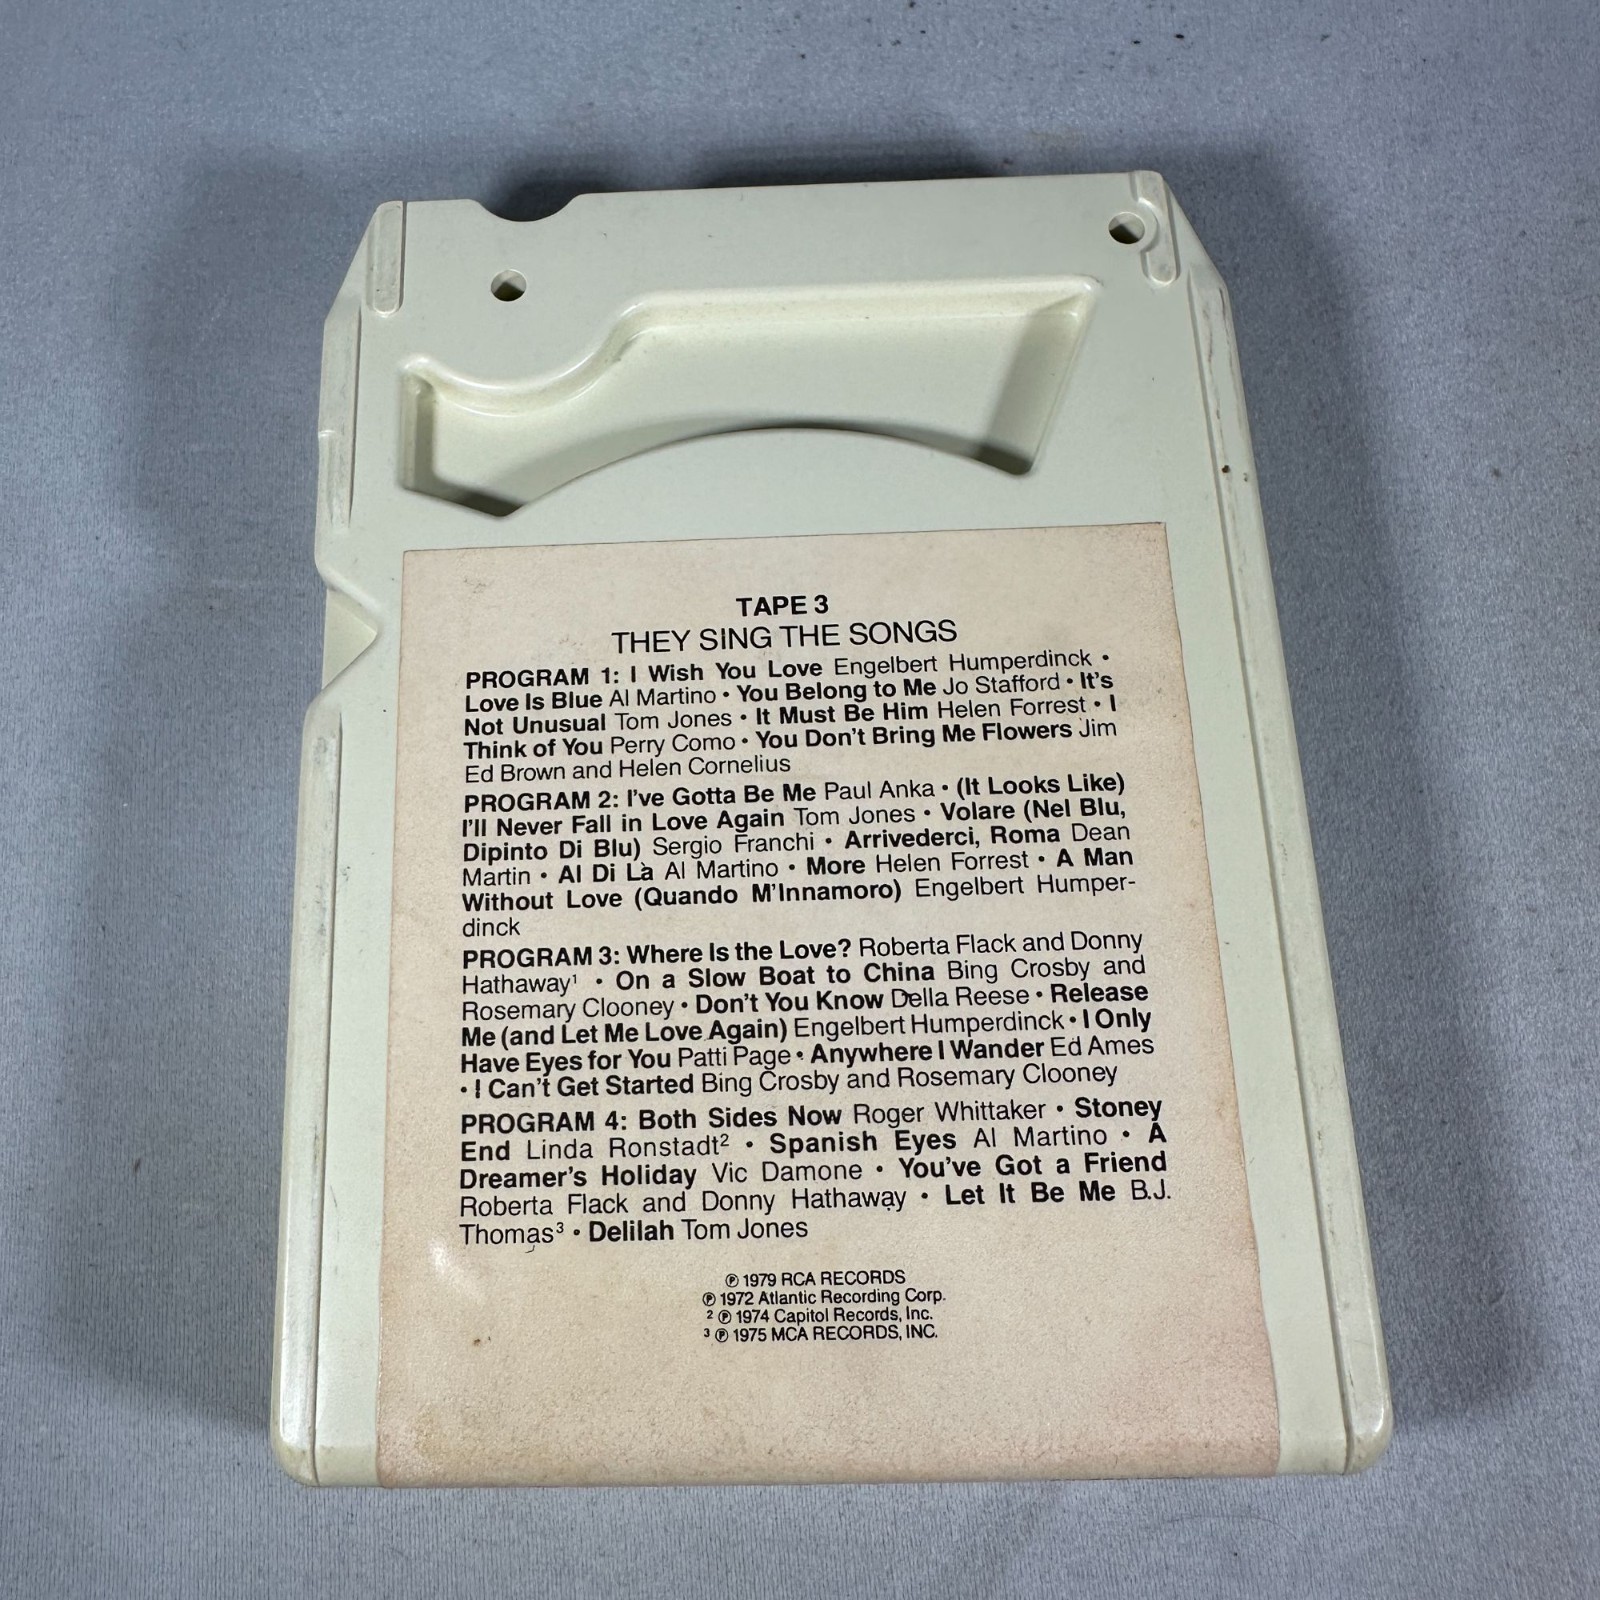 TAPE 3
THEY SING THE SONGS
PROGRAM 1: I Wish You Love Engelbert Humperdinck •
Love Is Blue Al Martino • You Belong to Me Jo Stafford • It's
Not Unusual Tom Jones • It Must Be Him Helen Forrest • I
Think of You Perry Como • You Don't Bring Me Flowers Jim
Ed Brown and Helen Cornelius
PROGRAM 2: I've Gotta Be Me Paul Anka • (It Looks Like)
I'll Never Fall in Love Again Tom Jones • Volare (Nel Blu,
Dipinto Di Blu) Sergio Franchi • Arrivederci, Roma Dean
Martin • Al Di Là Al Martino • More Helen Forrest • A Man
Without Love (Quando M'Innamoro) Engelbert Humper-
dinck
PROGRAM 3: Where Is the Love? Roberta Flack and Donny
Hathaway¹ • On a Slow Boat to China Bing Crosby and
Rosemary Clooney • Don't You Know Della Reese • Release
Me (and Let Me Love Again) Engelbert Humperdinck • I Only
Have Eyes for You Patti Page • Anywhere I Wander Ed Ames
• I Can't Get Started Bing Crosby and Rosemary Clooney
PROGRAM 4: Both Sides Now Roger Whittaker • Stoney
End Linda Ronstadt² • Spanish Eyes Al Martino • A
Dreamer's Holiday Vic Damone • You've Got a Friend
Roberta Flack and Donny Hathaway • Let It Be Me B.J.
Thomas³ • Delilah Tom Jones
℗ 1979 RCA RECORDS
℗ 1972 Atlantic Recording Corp.
² ℗ 1974 Capitol Records, Inc.
³ ℗ 1975 MCA RECORDS, INC.